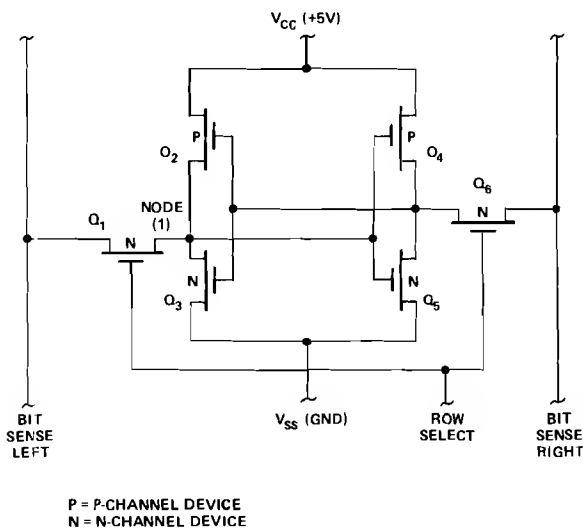 VCC (+5V)
P
P
Q2
Q4
Q6
NODE
(1)
Q1
N
N
N
N
Q3
Q5
BIT
SENSE
LEFT
VSS (GND)
ROW
SELECT
BIT
SENSE
RIGHT
P = P-CHANNEL DEVICE
N = N-CHANNEL DEVICE